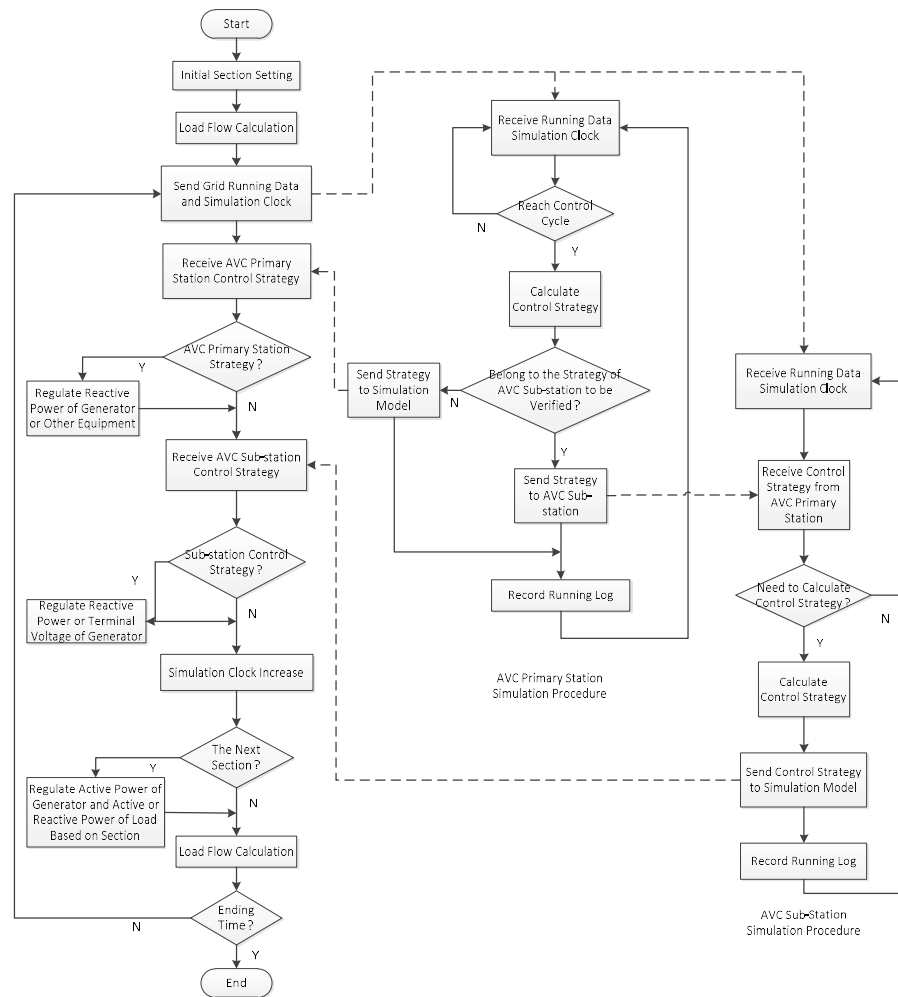 Start
Initial Section Setting
Load Flow Calculation
Send Grid Running Data
and Simulation Clock
Receive AVC Primary
Station Control Strategy
AVC Primary Station
Strategy?
Y
N
Regulate Reactive
Power of Generator
or Other Equipment
Receive AVC Sub-station
Control Strategy
Sub-station Control
Strategy?
Y
N
Regulate Reactive
Power or Terminal
Voltage of Generator
Simulation Clock Increase
The Next
Section?
Y
N
Regulate Active Power of
Generator and Active or
Reactive Power of Load
Based on Section
Load Flow Calculation
Ending
Time?
N
Y
End
Receive Running Data
Simulation Clock
Reach Control
Cycle
N
Y
Calculate
Control Strategy
Belong to the Strategy of
AVC Sub-station to be
Verified?
N
Y
Send Strategy
to Simulation
Model
Send Strategy
to AVC Sub-
station
Record Running Log
AVC Primary Station
Simulation Procedure
Receive Running Data
Simulation Clock
Receive Control
Strategy from
AVC Primary
Station
Need to Calculate
Control Strategy?
N
Y
Calculate
Control Strategy
Send Control Strategy
to Simulation Model
Record Running Log
AVC Sub-Station
Simulation Procedure